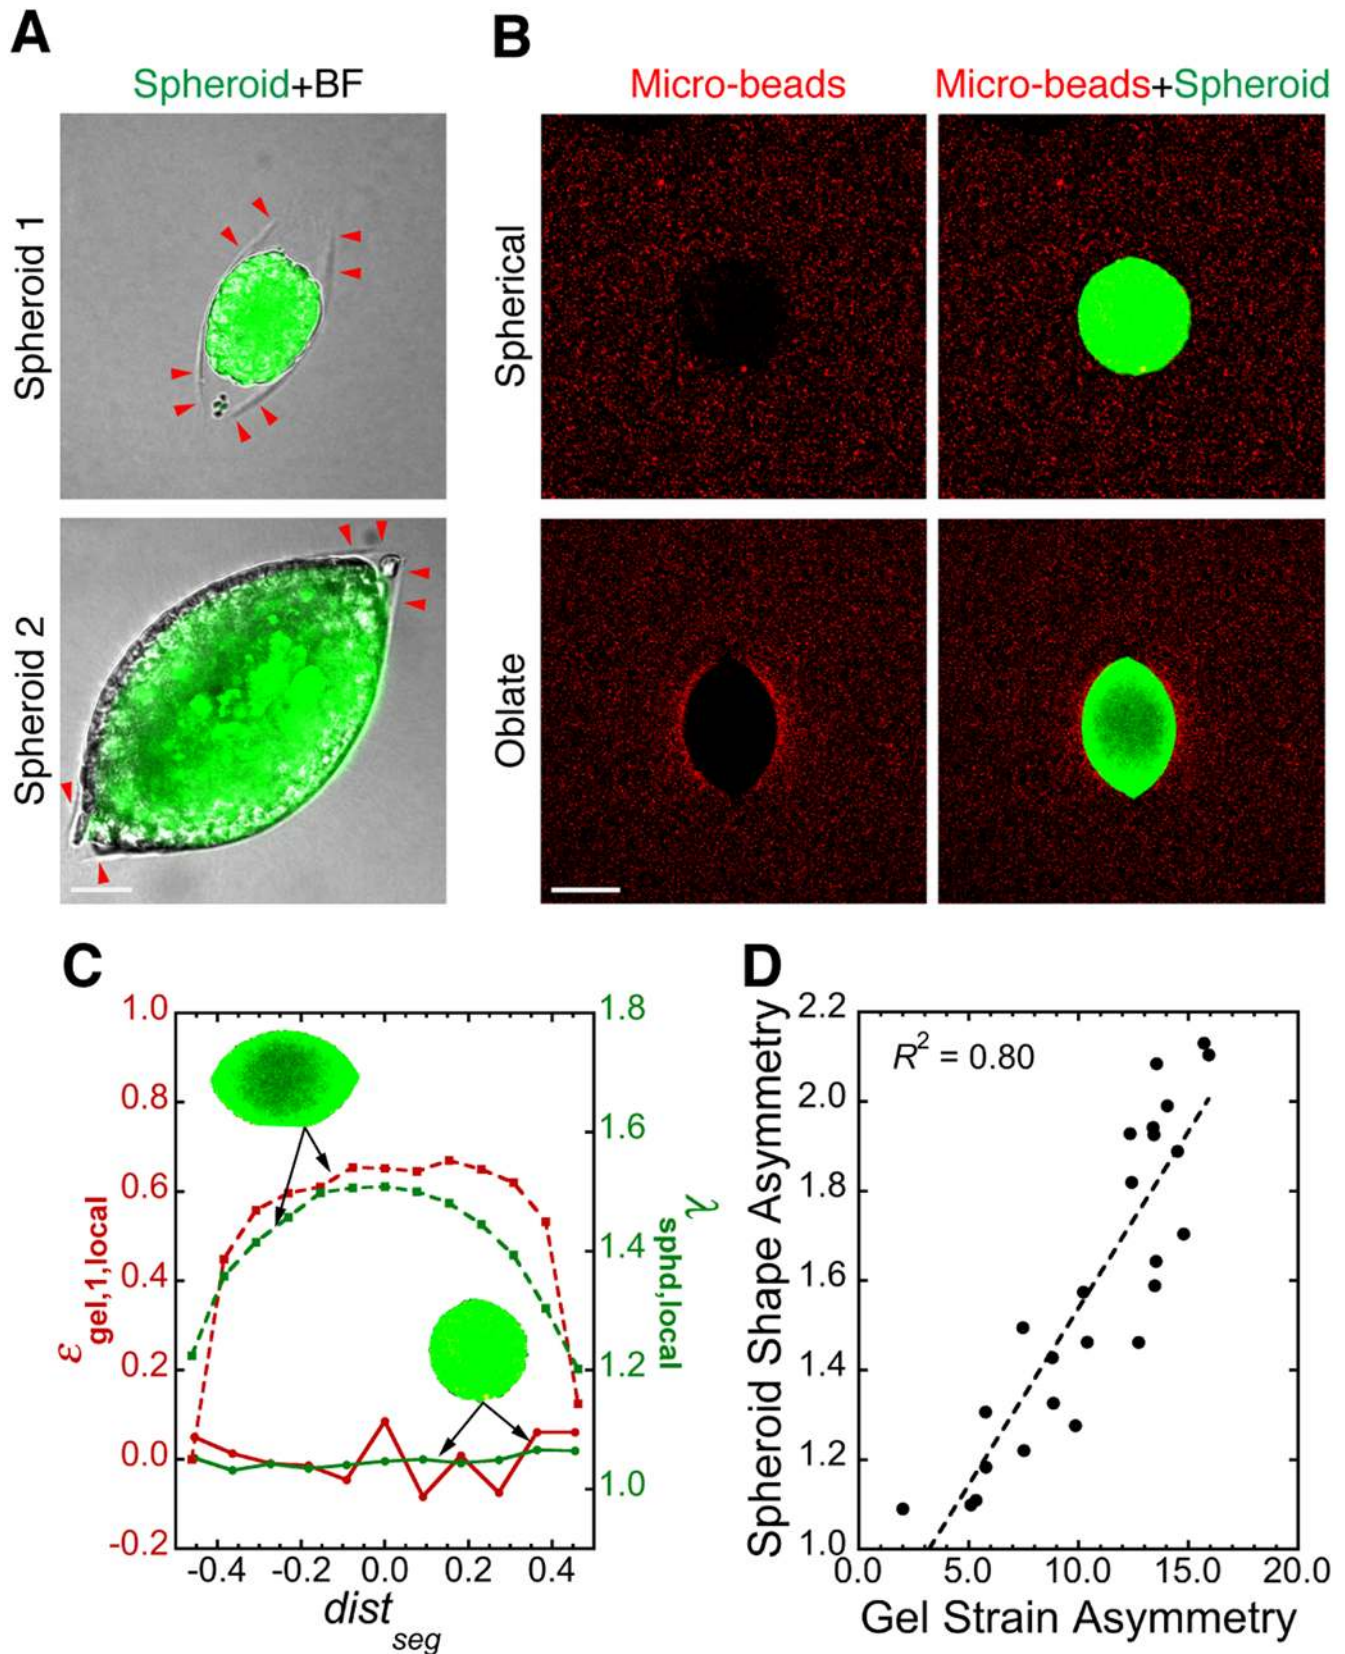 A
B
Spheroid+BF
Micro-beads
Micro-beads+Spheroid
Spheroid 1
Spherical
Spheroid 2
Oblate
C
D
1.0
0.8
0.6
0.4
0.2
0.0
-0.2
ε gel,1,local
1.8
1.6
1.4
1.2
1.0
λ sphd,local
-0.4 -0.2 0.0 0.2 0.4
dist seg
Spheroid Shape Asymmetry
2.2
2.0
1.8
1.6
1.4
1.2
1.0
R² = 0.80
0.0 5.0 10.0 15.0 20.0
Gel Strain Asymmetry